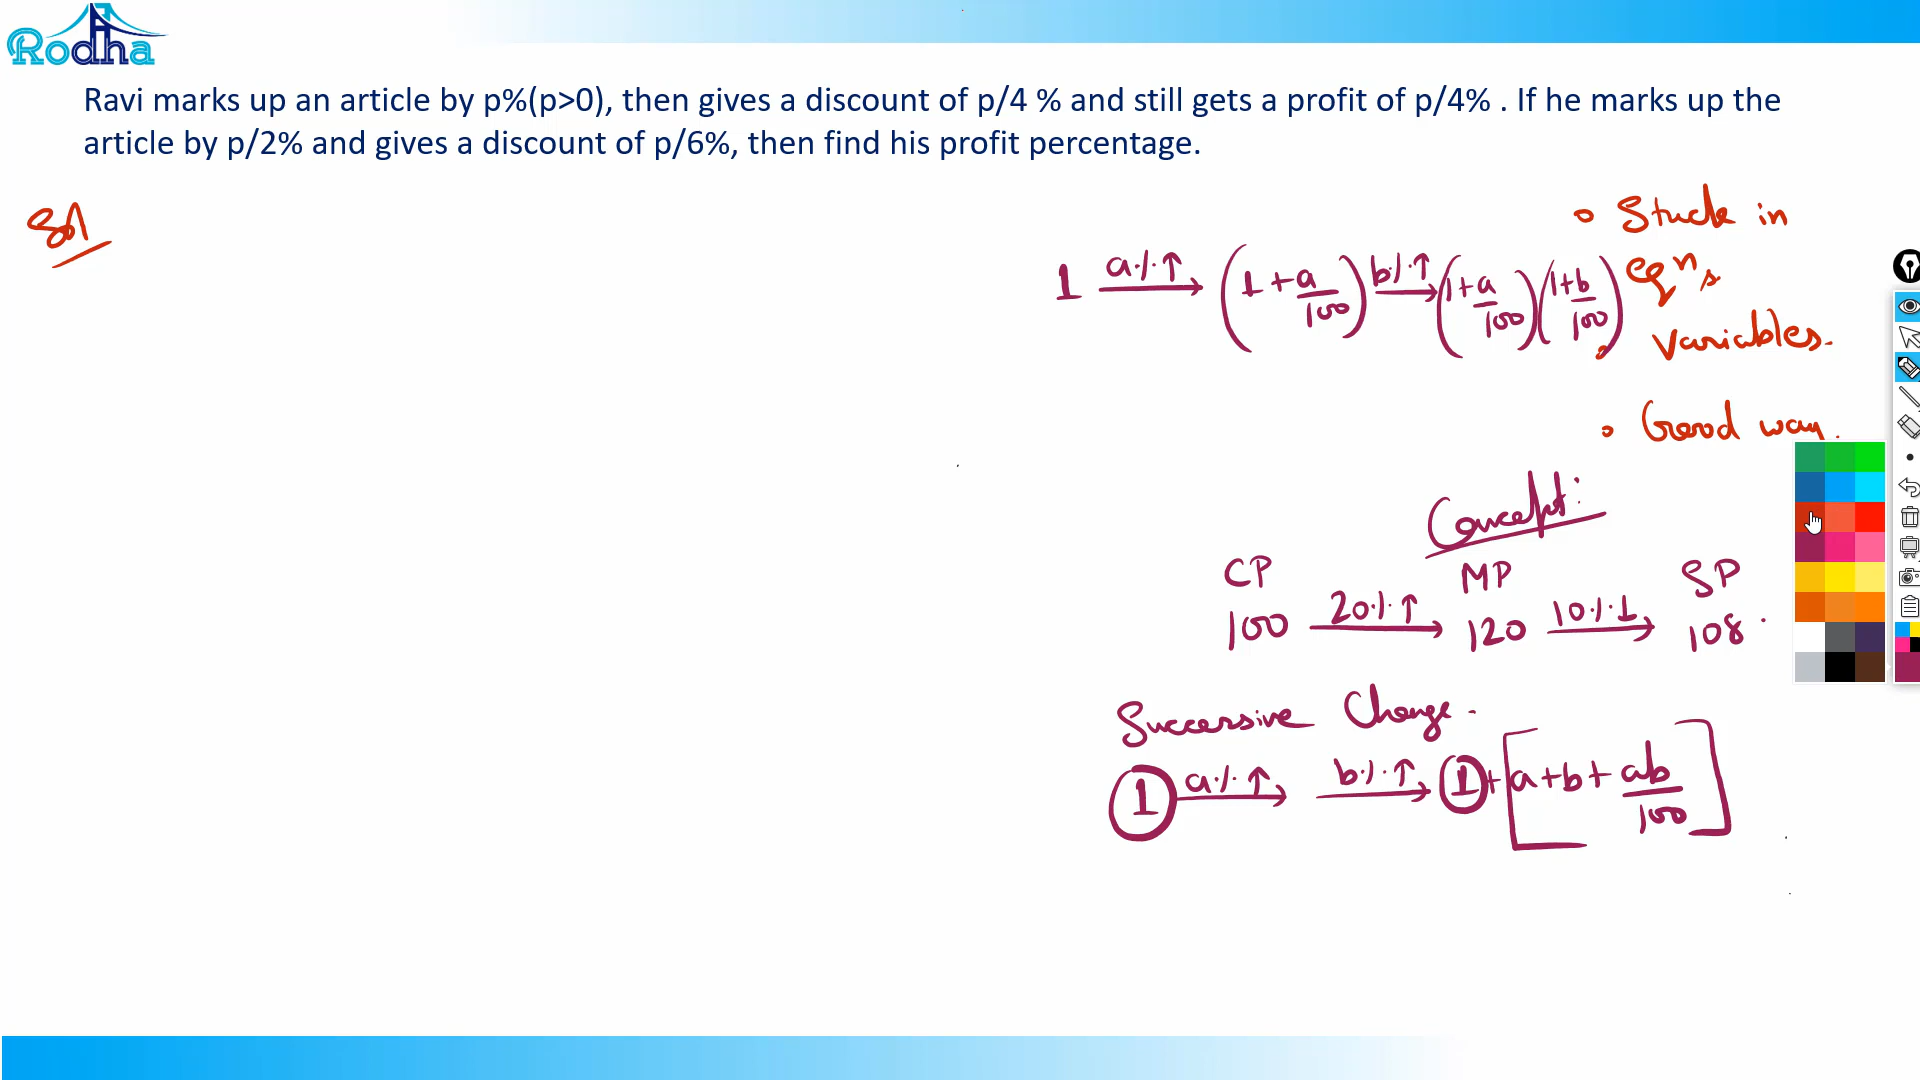 Rodha
Ravi marks up an article by p%(p>0), then gives a discount of p/4 % and still gets a profit of p/4% . If he marks up the
article by p/2% and gives a discount of p/6%, then find his profit percentage.
Sol
• Stuck in
eqns
variables.
1 a%↑ → (1+a/100) b%↑ → (1+a/100)(1+b/100)
• Good way.
Concept:
CP MP SP
100 20%↑ → 120 10%↓ → 108.
Successive Change.
1 a%↑ → b%↑ → 1+[a+b+ab/100]